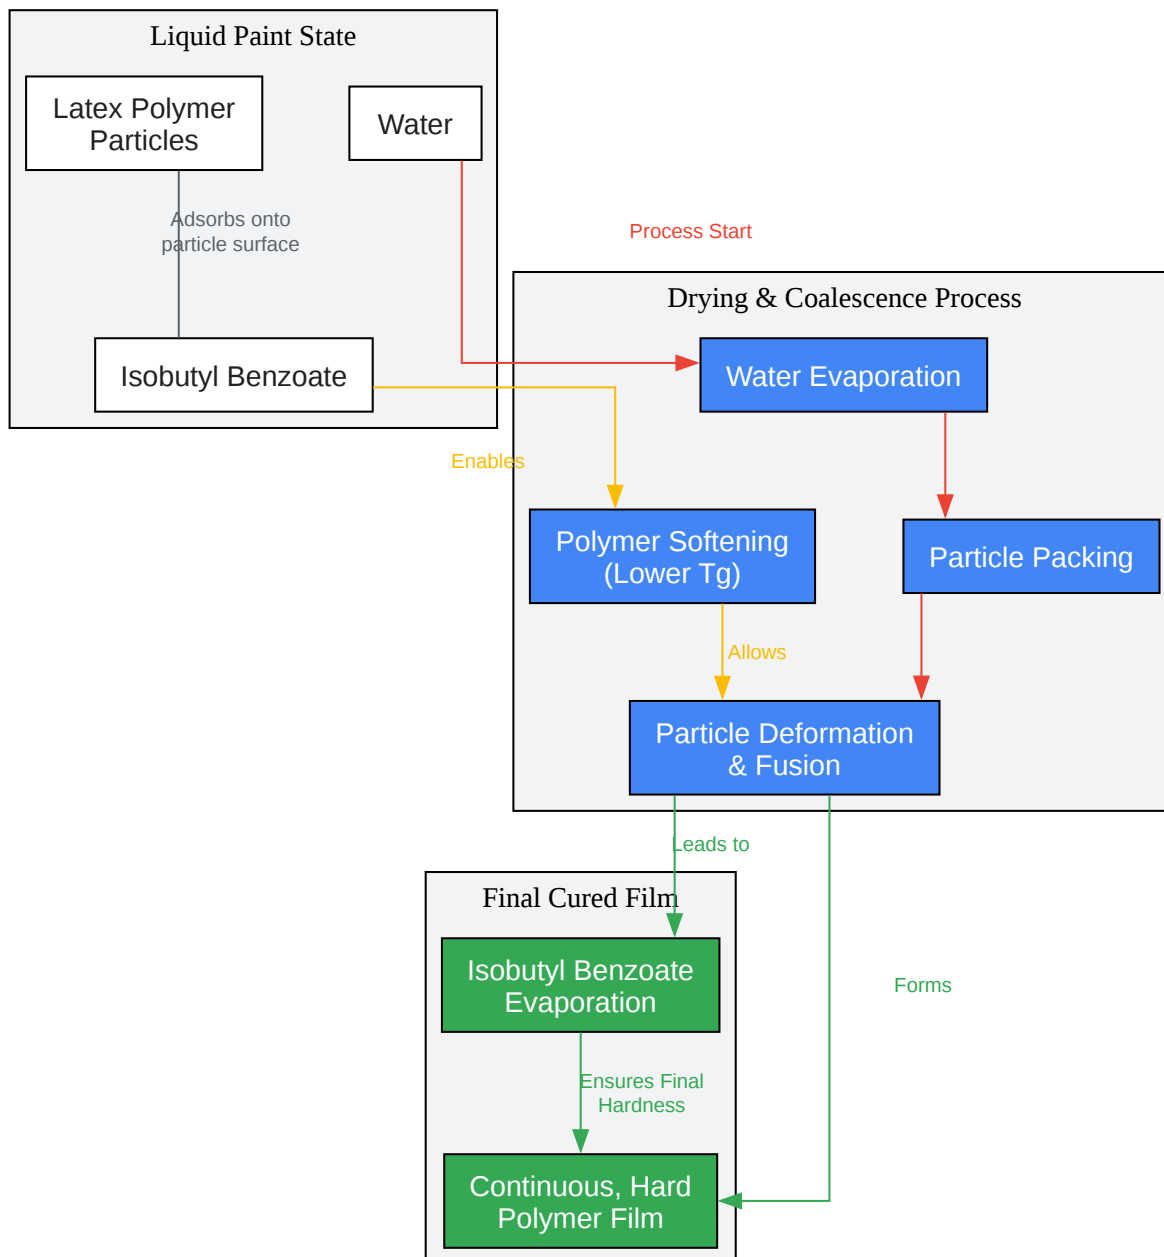 Liquid Paint State
Latex Polymer
Particles
Water
Adsorbs onto
particle surface
Process Start
Drying & Coalescence Process
Isobutyl Benzoate
Water Evaporation
Enables
Polymer Softening
(Lower Tg)
Particle Packing
Allows
Particle Deformation
& Fusion
Leads to
Final Cured Film
Isobutyl Benzoate
Evaporation
Forms
Ensures Final
Hardness
Continuous, Hard
Polymer Film